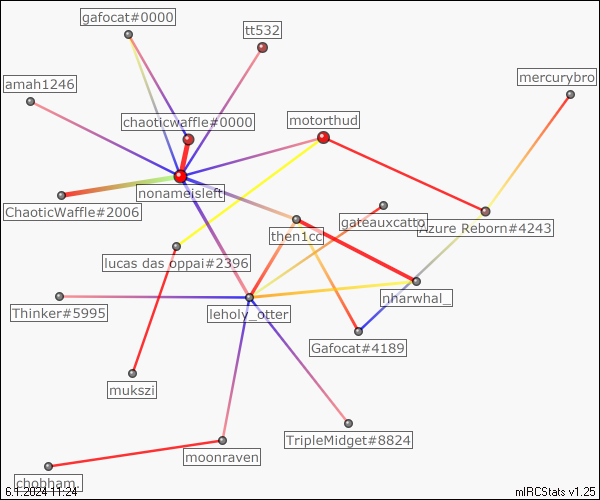 gafocat#0000
tt532
mercurybro
amah1246
chaoticwaffle#0000
motorthud
nonameisleft
ChaoticWaffle#2006
gateauxcatto
Azure Reborn#4243
then1cc
lucas das oppai#2396
nharwhal_
Thinker#5995
leholy_otter
Gafocat#4189
mukszi
TripleMidget#8824
moonraven
chobham.
6.1.2024 11:24
mIRCStats v1.25